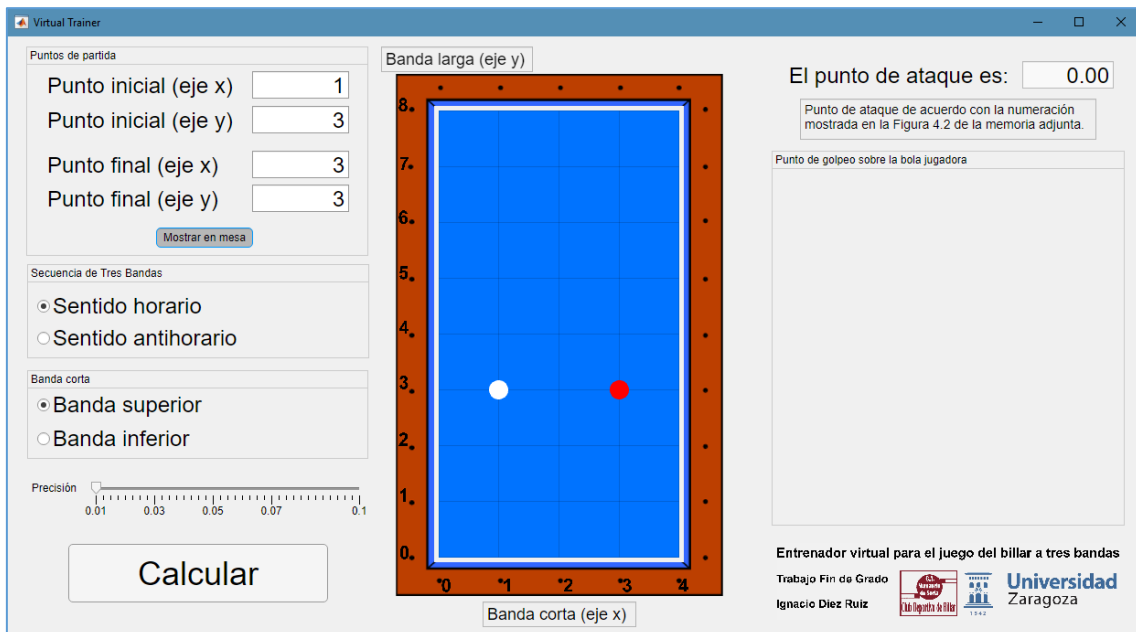 Virtual Trainer
Puntos de partida
Punto inicial (eje x) 1
Punto inicial (eje y) 3
Punto final (eje x) 3
Punto final (eje y) 3
Mostrar en mesa
Secuencia de Tres Bandas
Sentido horario
Sentido antihorario
Banda corta
Banda superior
Banda inferior
Precisión
0.01 0.03 0.05 0.07 0.1
Calcular
Banda larga (eje y)
8
7
6
5
4
3
2
1
0
0 1 2 3 4
Banda corta (eje x)
El punto de ataque es: 0.00
Punto de ataque de acuerdo con la numeración
mostrada en la Figura 4.2 de la memoria adjunta.
Punto de golpeo sobre la bola jugadora
Entrenador virtual para el juego del billar a tres bandas
Trabajo Fin de Grado
Ignacio Diez Ruiz
Club Deportivo de Billar
1542
Universidad
Zaragoza